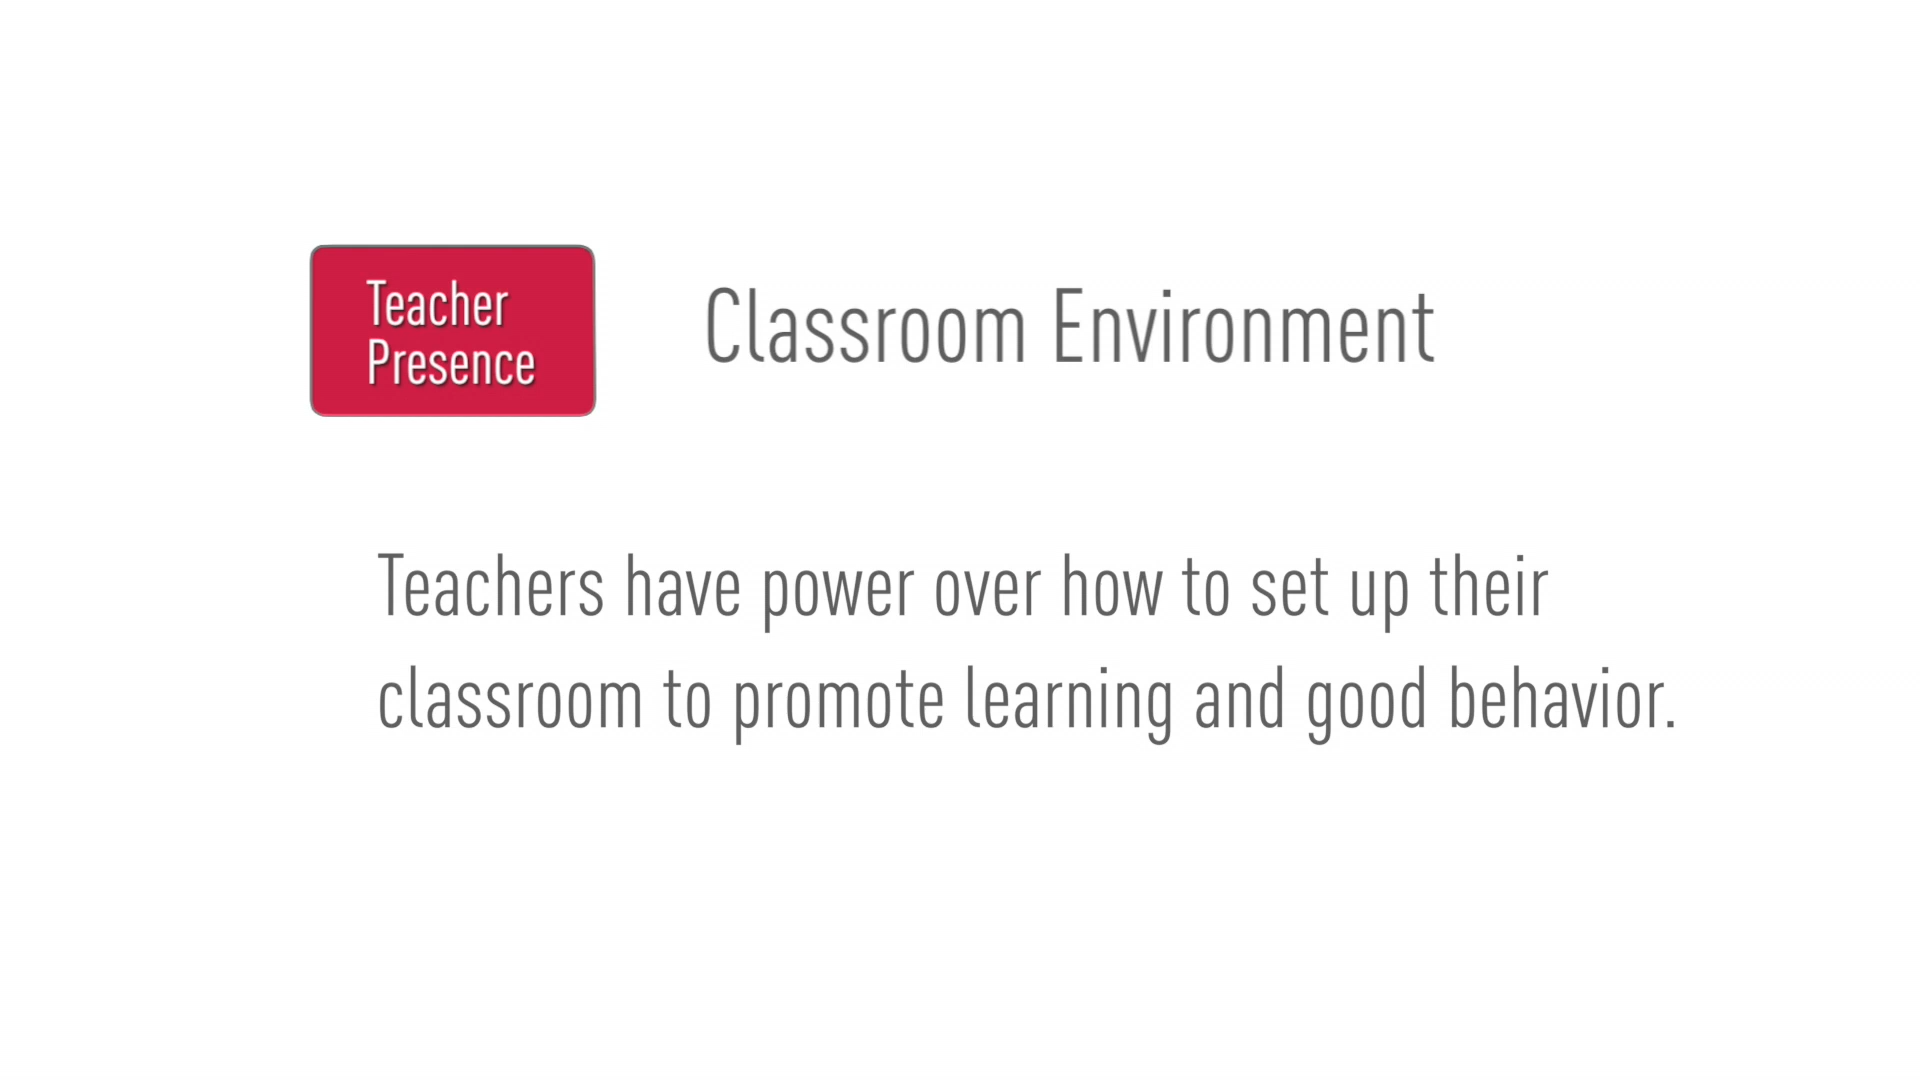 Teacher
Presence
Classroom Environment
Teachers have power over how to set up their
classroom to promote learning and good behavior.